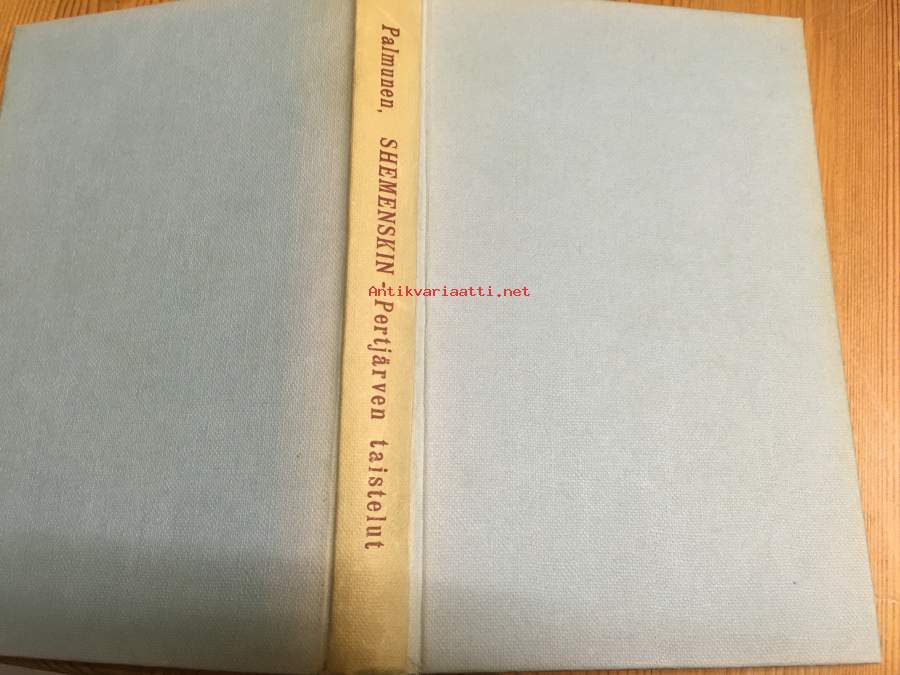 Palmunen, SHEMENSKIN - Pertjärven taistelut
Antikvariaatti.net